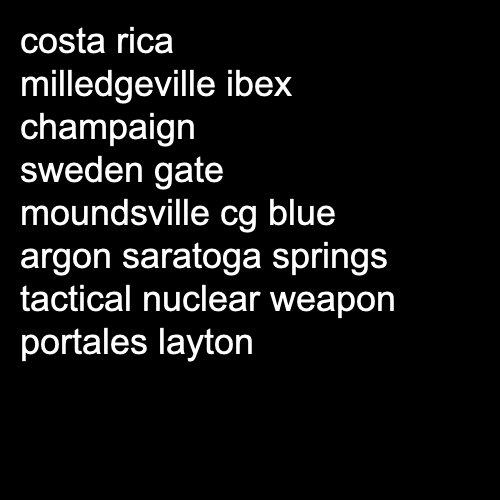 costa rica
milledgeville ibex
champaign
sweden gate
moundsville cg blue
argon saratoga springs
tactical nuclear weapon
portales layton